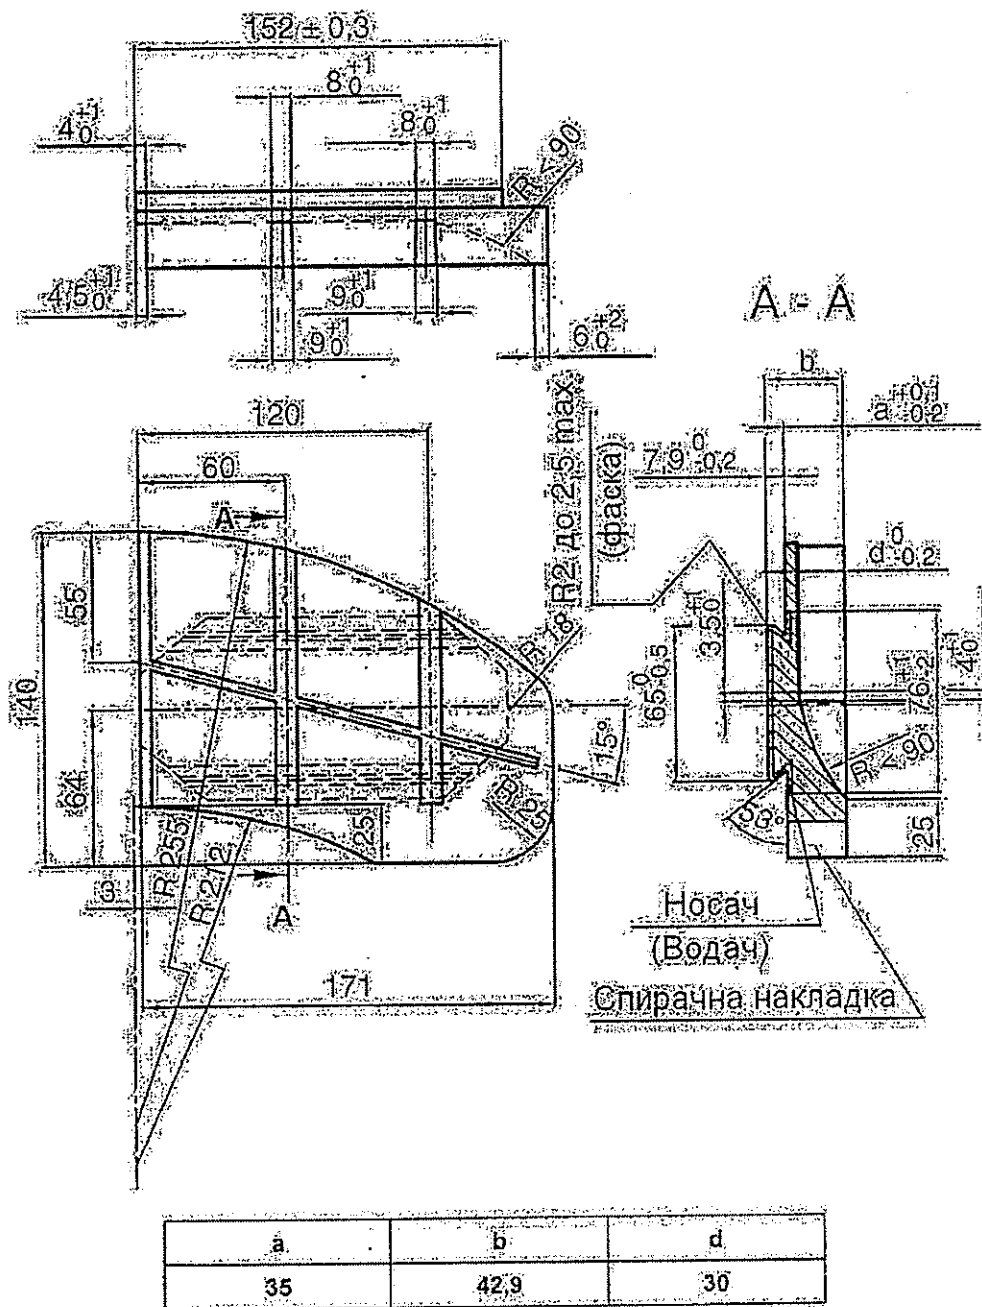 152 ± 0,3
8 +1 0
8 +1 0
4 +1 0
R < 90
4,5 +1 0
9 +1 0
9 +1 0
6 +2 0
A - A
b
a +0,1 -0,2
120
60
R2 до 2,5 max
(фаска)
7,9 0 -0,2
A
d 0 -0,2
55
140
64
R 18
15°
65 0 -0,5
3,50 +1
76,2 +1
4 +1 0
R < 90
25
3
R 255
R 212
25
A
53°
25
Носач
(Водач)
171
Спирачна накладка
a b d
35 42,9 30